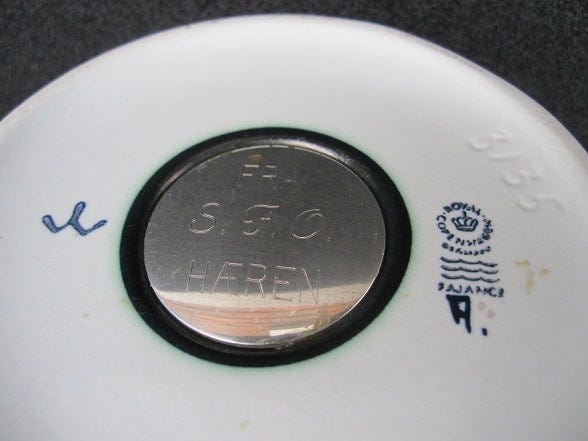 FRA
S.F.O.
HÆREN
3135
ROYAL
COPENHAGEN
DENMARK
FAJANCE
A.